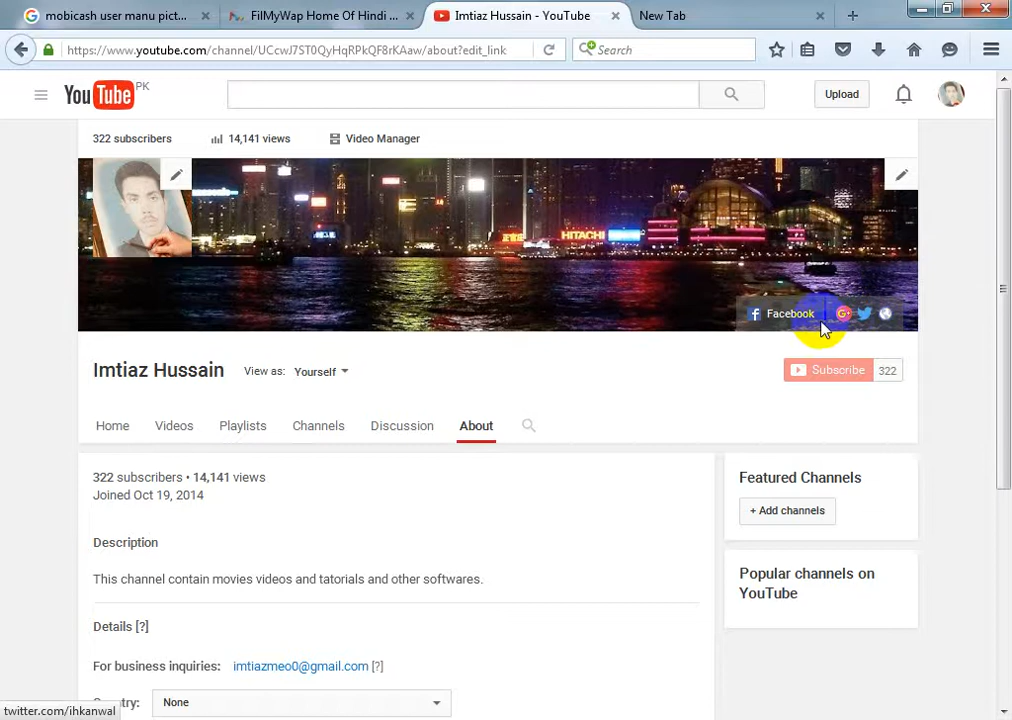 mobicash user manu pict...
FilMyWap Home Of Hindi ...
Imtiaz Hussain - YouTube
New Tab
https://www.youtube.com/channel/UCcwJ7ST0QyHqRPkQF8rKAaw/about?edit_link
Search
YouTube PK
Upload
322 subscribers
14,141 views
Video Manager
HITACHI
Facebook
Imtiaz Hussain
View as: Yourself
Subscribe 322
Home
Videos
Playlists
Channels
Discussion
About
322 subscribers • 14,141 views
Joined Oct 19, 2014
Description
This channel contain movies videos and tatorials and other softwares.
Details [?]
For business inquiries: imtiazmeo0@gmail.com [?]
ntry: None
Featured Channels
+ Add channels
Popular channels on
YouTube
twitter.com/ihkanwal